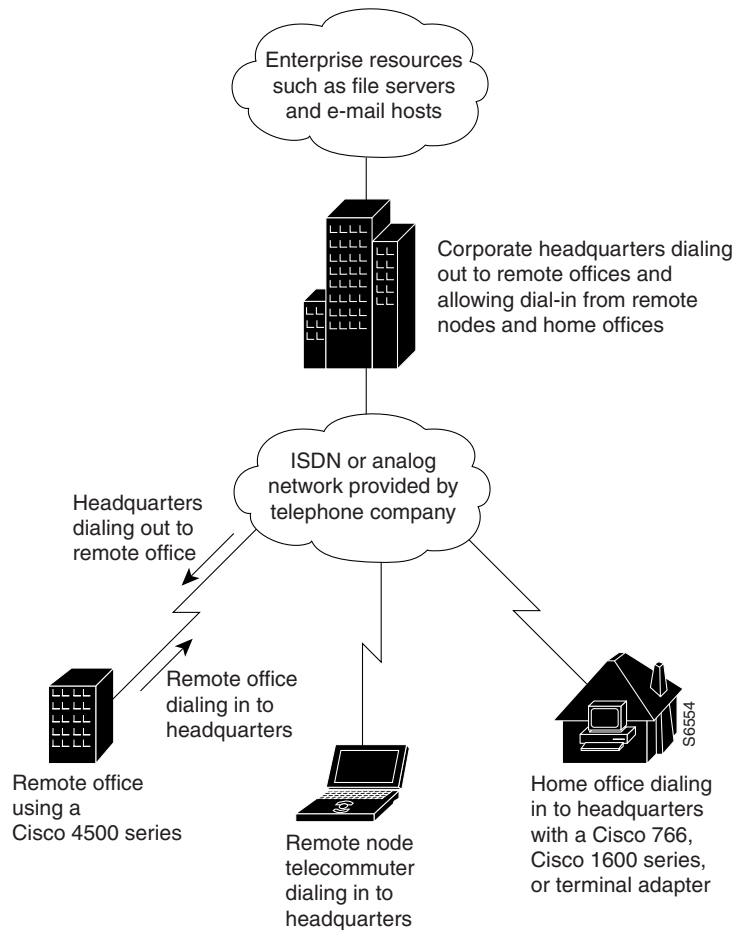 Enterprise resources
such as file servers
and e-mail hosts
Corporate headquarters dialing
out to remote offices and
allowing dial-in from remote
nodes and home offices
ISDN or analog
network provided by
telephone company
Headquarters
dialing out to
remote office
Remote office
dialing in to
headquarters
Remote office
using a
Cisco 4500 series
Remote node
telecommuter
dialing in to
headquarters
Home office dialing
in to headquarters
with a Cisco 766,
Cisco 1600 series,
or terminal adapter
S6554